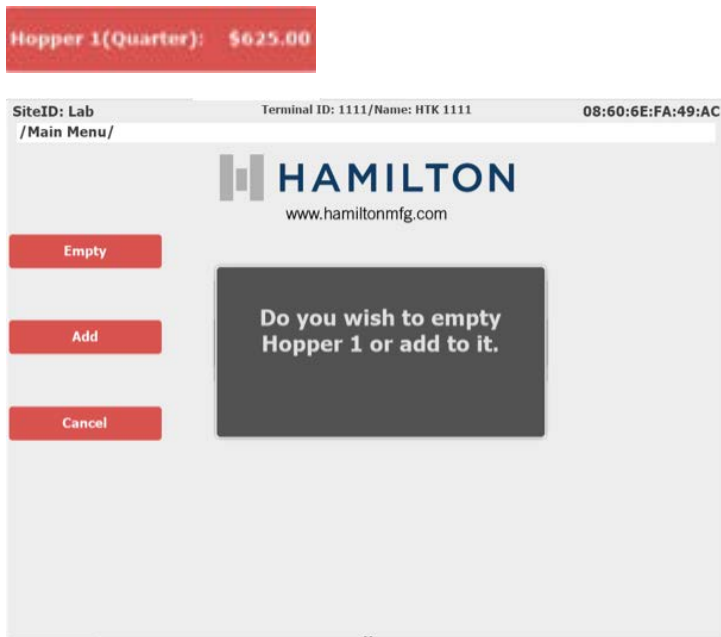 Hopper 1(Quarter): $625.00
SiteID: Lab Terminal ID: 1111/Name: HTK 1111 08:60:6E:FA:49:AC
/Main Menu/
HAMILTON
www.hamiltonmfg.com
Empty
Do you wish to empty
Hopper 1 or add to it.
Add
Cancel